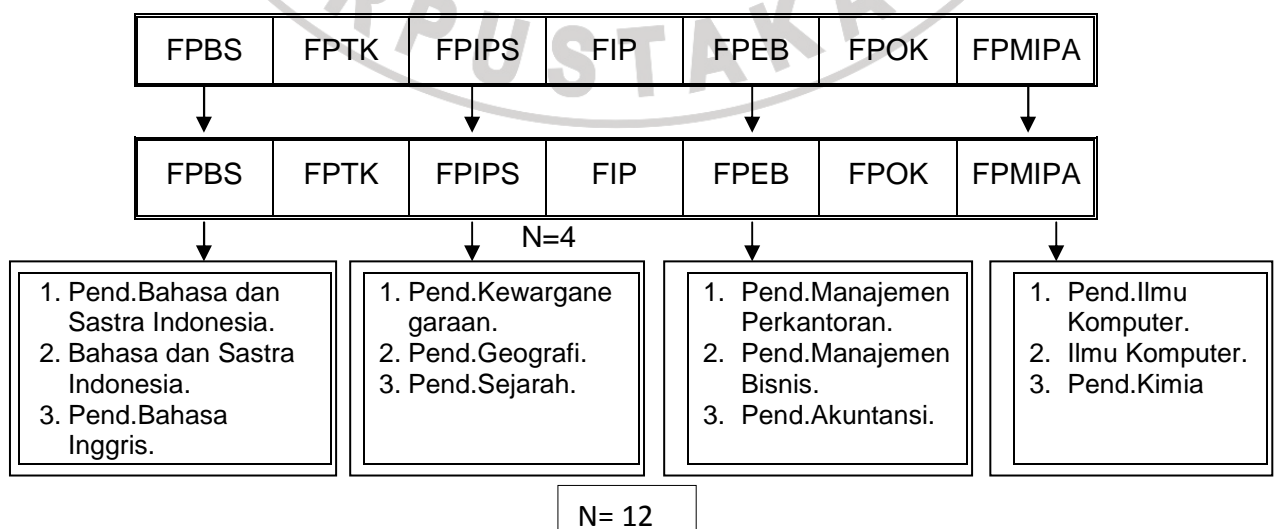 RPUSTAKA
FPBS FPTK FPIPS FIP FPEB FPOK FPMIPA
FPBS FPTK FPIPS FIP FPEB FPOK FPMIPA
N=4
1. Pend.Bahasa dan
Sastra Indonesia.
2. Bahasa dan Sastra
Indonesia.
3. Pend.Bahasa
Inggris.
1. Pend.Kewargane
garaan.
2. Pend.Geografi.
3. Pend.Sejarah.
1. Pend.Manajemen
Perkantoran.
2. Pend.Manajemen
Bisnis.
3. Pend.Akuntansi.
1. Pend.Ilmu
Komputer.
2. Ilmu Komputer.
3. Pend.Kimia
N= 12